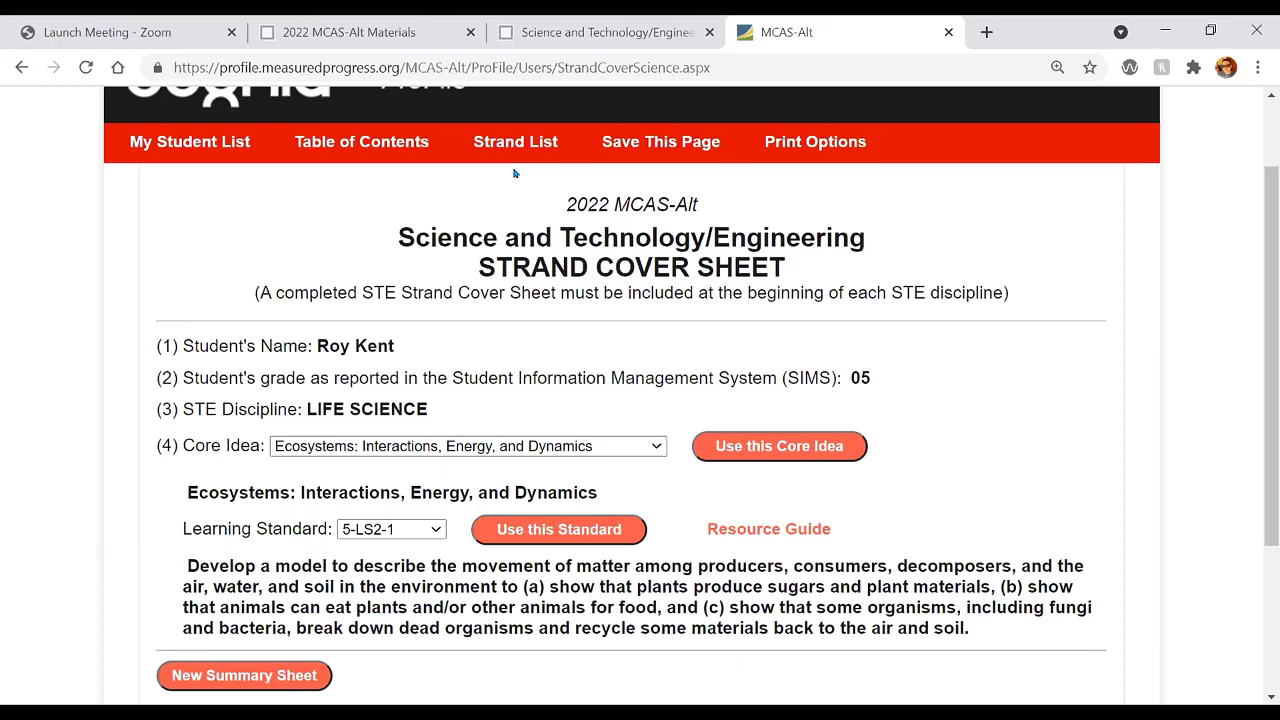 Launch Meeting - Zoom
2022 MCAS-Alt Materials
Science and Technology/Enginee
MCAS-Alt
https://profile.measuredprogress.org/MCAS-Alt/ProFile/Users/StrandCoverScience.aspx
My Student List Table of Contents Strand List Save This Page Print Options
2022 MCAS-Alt
Science and Technology/Engineering
STRAND COVER SHEET
(A completed STE Strand Cover Sheet must be included at the beginning of each STE discipline)
(1) Student's Name: Roy Kent
(2) Student's grade as reported in the Student Information Management System (SIMS): 05
(3) STE Discipline: LIFE SCIENCE
(4) Core Idea: Ecosystems: Interactions, Energy, and Dynamics Use this Core Idea
Ecosystems: Interactions, Energy, and Dynamics
Learning Standard: 5-LS2-1 Use this Standard Resource Guide
Develop a model to describe the movement of matter among producers, consumers, decomposers, and the
air, water, and soil in the environment to (a) show that plants produce sugars and plant materials, (b) show
that animals can eat plants and/or other animals for food, and (c) show that some organisms, including fungi
and bacteria, break down dead organisms and recycle some materials back to the air and soil.
New Summary Sheet